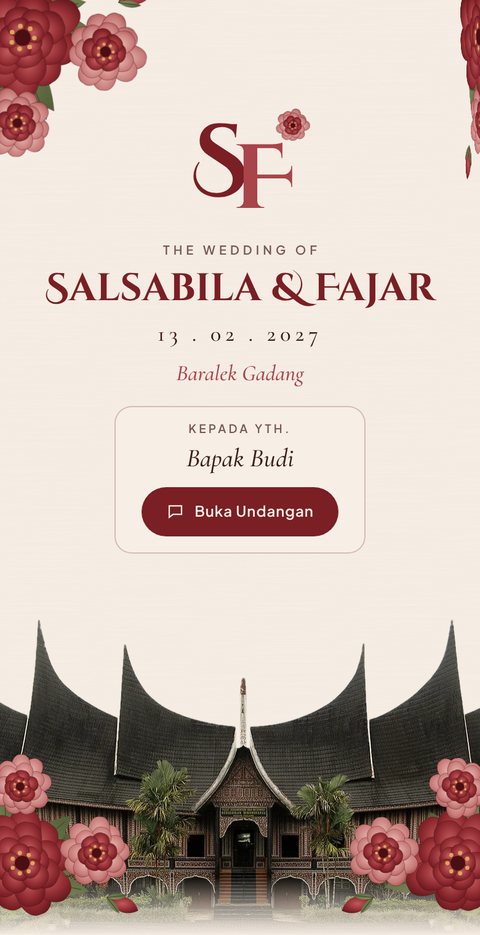 SF
THE WEDDING OF
SALSABILA & FAJAR
13 . 02 . 2027
Baralek Gadang
KEPADA YTH.
Bapak Budi
Buka Undangan